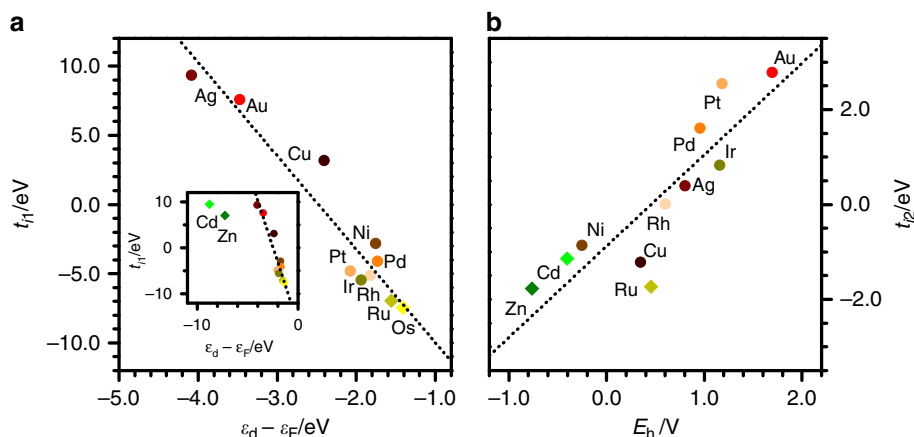 a
b
10.0
5.0
0.0
−5.0
−10.0
t_i1/eV
−5.0 −4.0 −3.0 −2.0 −1.0
ε_d − ε_F/eV
Ag
Au
Cu
Ni
Pt
Pd
Ir
Rh
Ru
Os
10
0
−10
t_i1/eV
Cd
Zn
−10 0
ε_d − ε_F/eV
Au
Pt
Pd
Ir
Ag
Rh
Ni
Cu
Cd
Ru
Zn
2.0
0.0
−2.0
t_i2/eV
−1.0 0.0 1.0 2.0
E_h/V